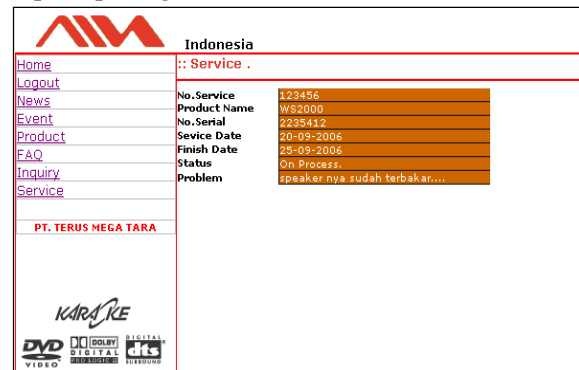 Indonesia
Home
Logout
News
Event
Product
FAQ
Inquiry
Service
PT. TERUS MEGA TARA
:: Service .
No.Service 123456
Product Name WS2000
No.Serial 2235412
Sevice Date 20-09-2006
Finish Date 25-09-2006
Status On Process.
Problem speaker nya sudah terbakar....
KARAOKE
DVD
VIDEO
DOLBY
DIGITAL
PRO LOGIC II
DIGITAL
dts
SURROUND